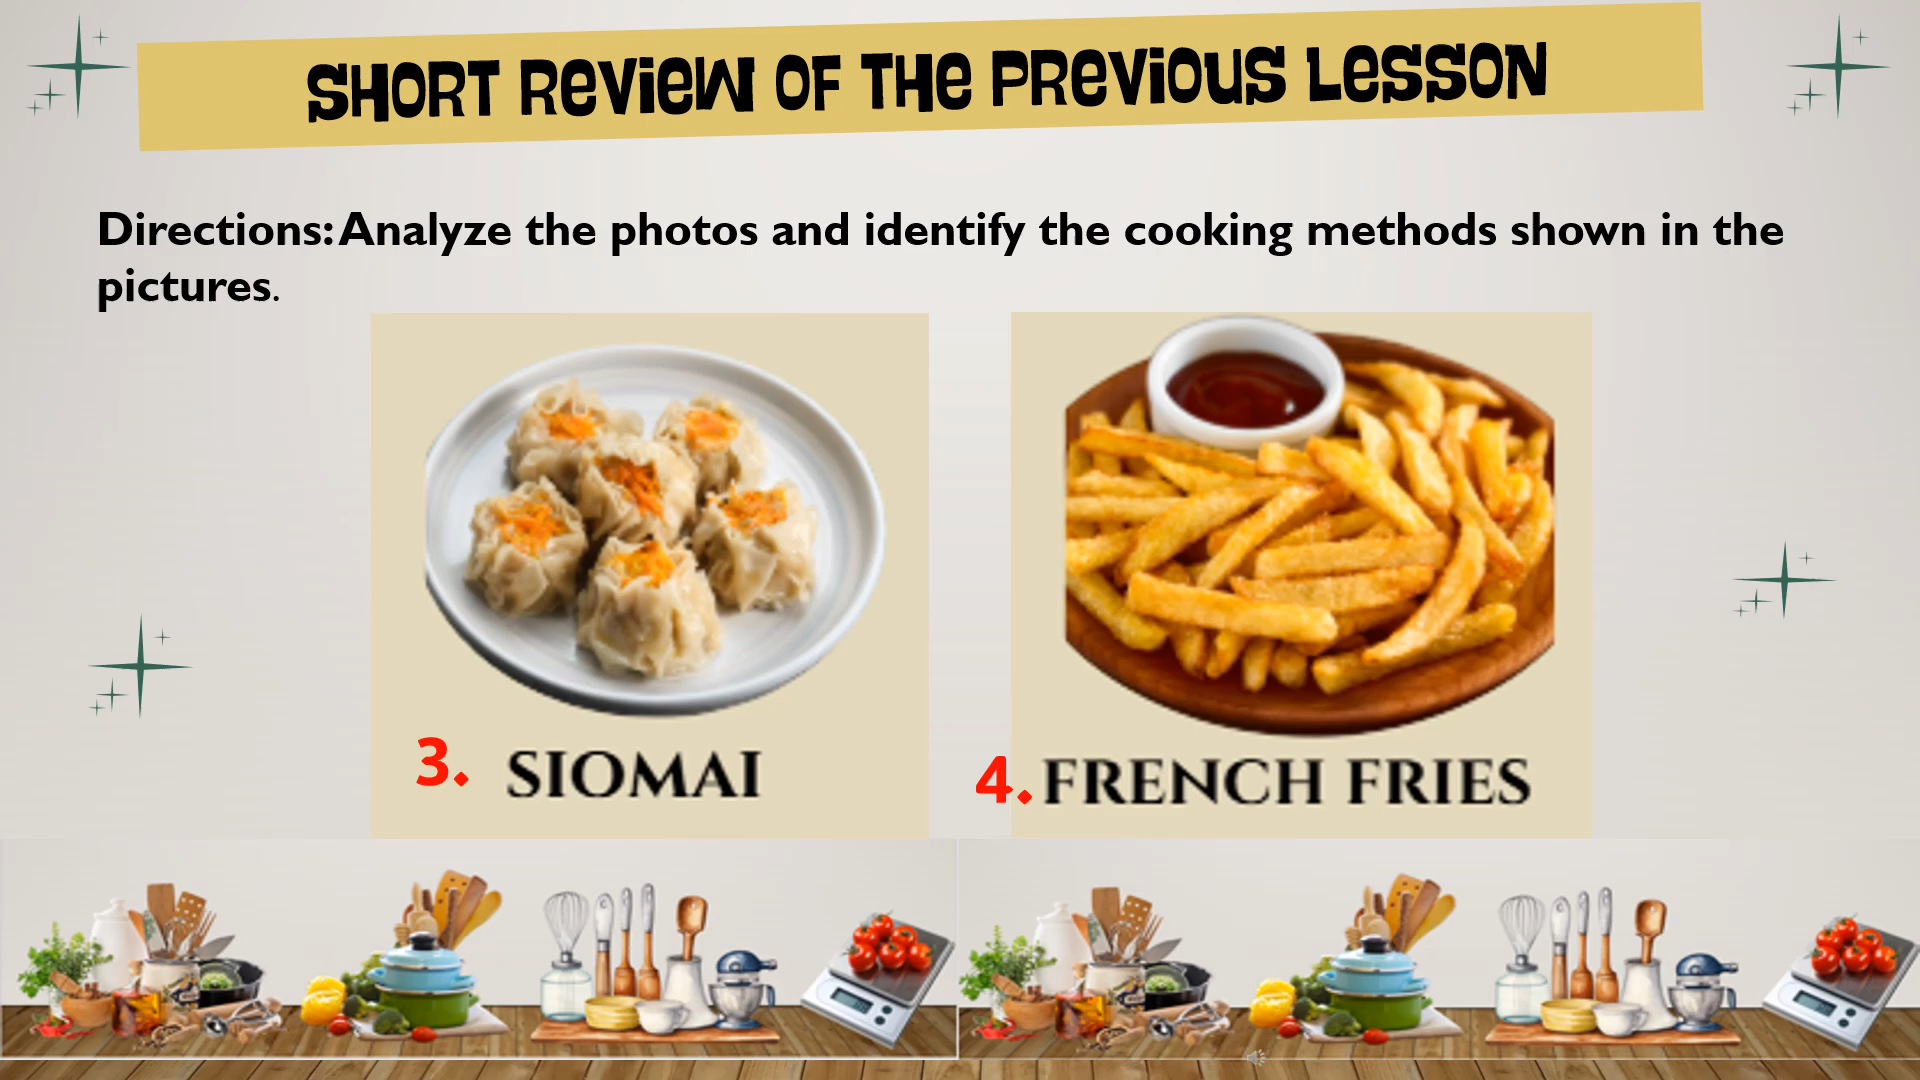 SHORT REVIEW OF THE PREVIOUS LESSON
Directions: Analyze the photos and identify the cooking methods shown in the
pictures.
3. SIOMAI
4. FRENCH FRIES